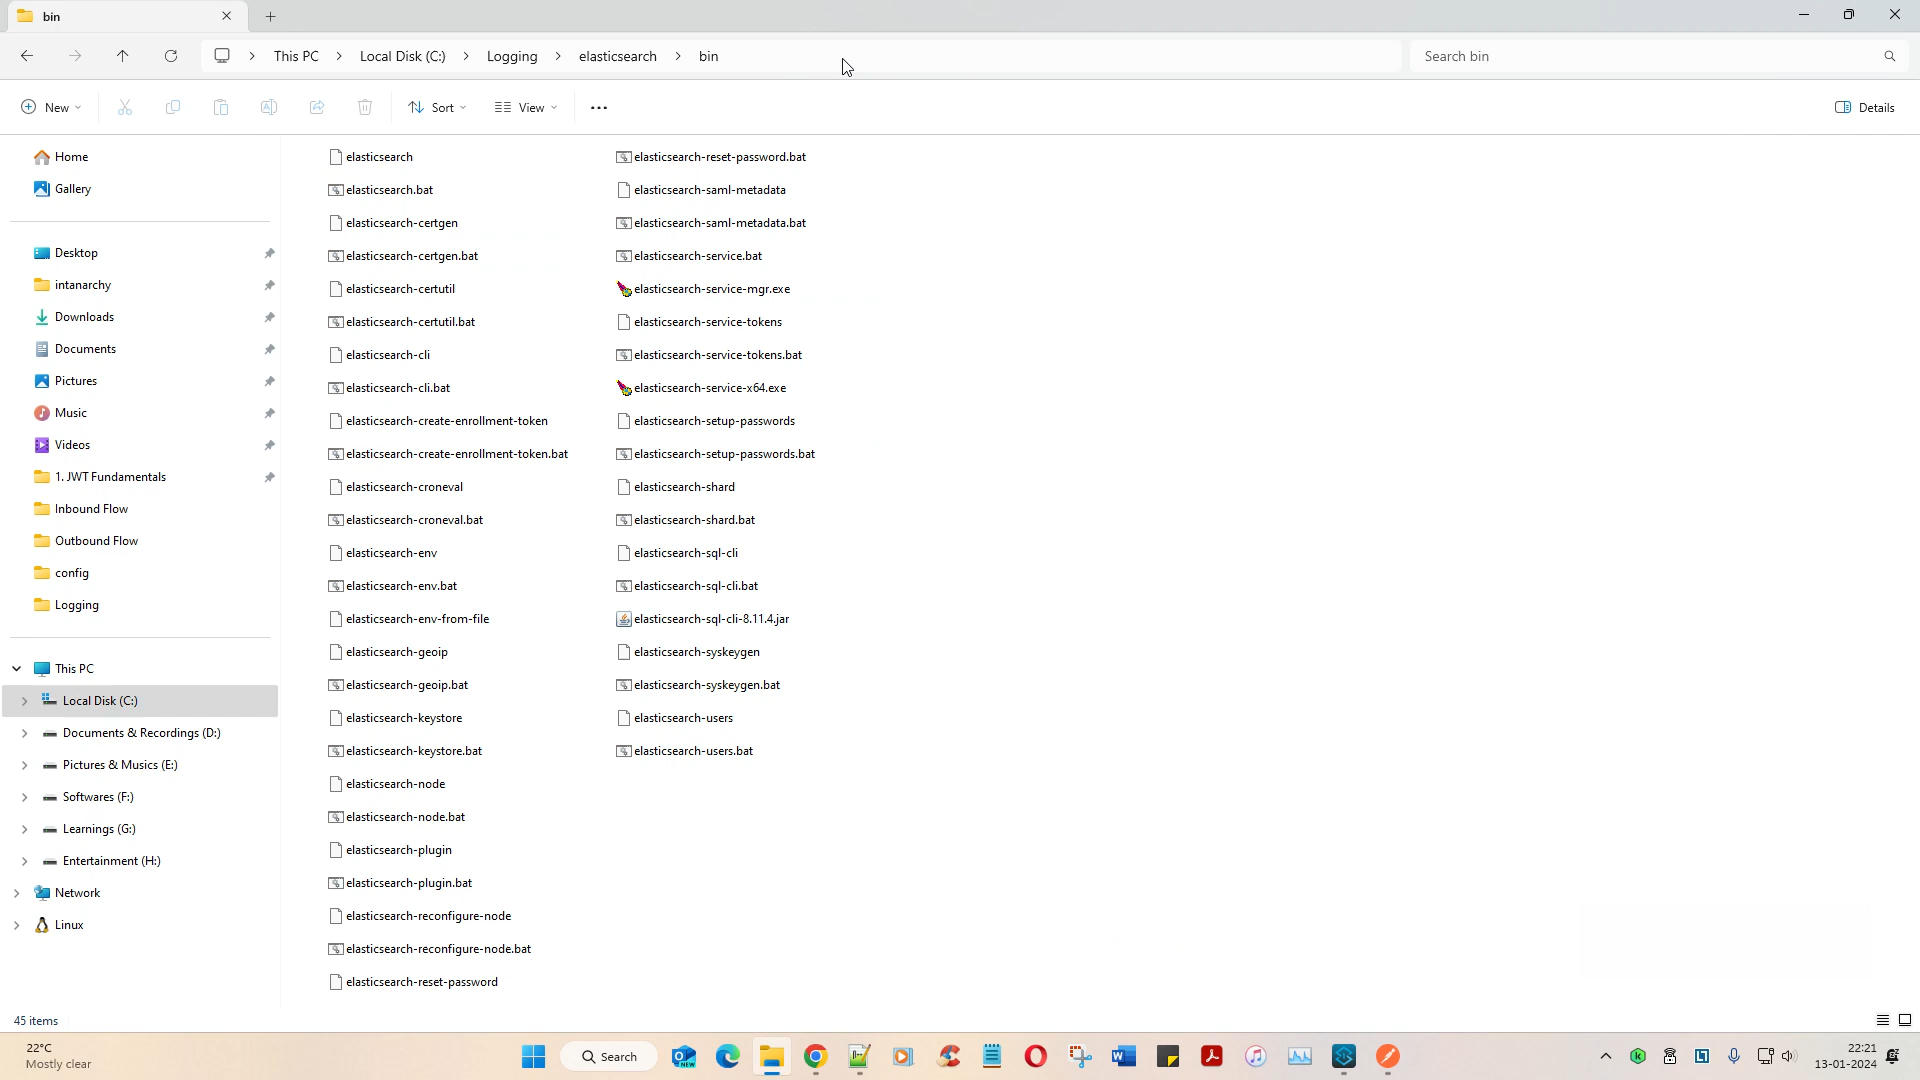 bin
This PC
Local Disk (C:)
Logging
elasticsearch
bin
Search bin
New
Sort
View
Details
Home
Gallery
Desktop
intanarchy
Downloads
Documents
Pictures
Music
Videos
1. JWT Fundamentals
Inbound Flow
Outbound Flow
config
Logging
This PC
Local Disk (C:)
Documents & Recordings (D:)
Pictures & Musics (E:)
Softwares (F:)
Learnings (G:)
Entertainment (H:)
Network
Linux
elasticsearch
elasticsearch.bat
elasticsearch-certgen
elasticsearch-certgen.bat
elasticsearch-certutil
elasticsearch-certutil.bat
elasticsearch-cli
elasticsearch-cli.bat
elasticsearch-create-enrollment-token
elasticsearch-create-enrollment-token.bat
elasticsearch-croneval
elasticsearch-croneval.bat
elasticsearch-env
elasticsearch-env.bat
elasticsearch-env-from-file
elasticsearch-geoip
elasticsearch-geoip.bat
elasticsearch-keystore
elasticsearch-keystore.bat
elasticsearch-node
elasticsearch-node.bat
elasticsearch-plugin
elasticsearch-plugin.bat
elasticsearch-reconfigure-node
elasticsearch-reconfigure-node.bat
elasticsearch-reset-password
elasticsearch-reset-password.bat
elasticsearch-saml-metadata
elasticsearch-saml-metadata.bat
elasticsearch-service.bat
elasticsearch-service-mgr.exe
elasticsearch-service-tokens
elasticsearch-service-tokens.bat
elasticsearch-service-x64.exe
elasticsearch-setup-passwords
elasticsearch-setup-passwords.bat
elasticsearch-shard
elasticsearch-shard.bat
elasticsearch-sql-cli
elasticsearch-sql-cli.bat
elasticsearch-sql-cli-8.11.4.jar
elasticsearch-syskeygen
elasticsearch-syskeygen.bat
elasticsearch-users
elasticsearch-users.bat
45 items
22°C
Mostly clear
Search
22:21
13-01-2024